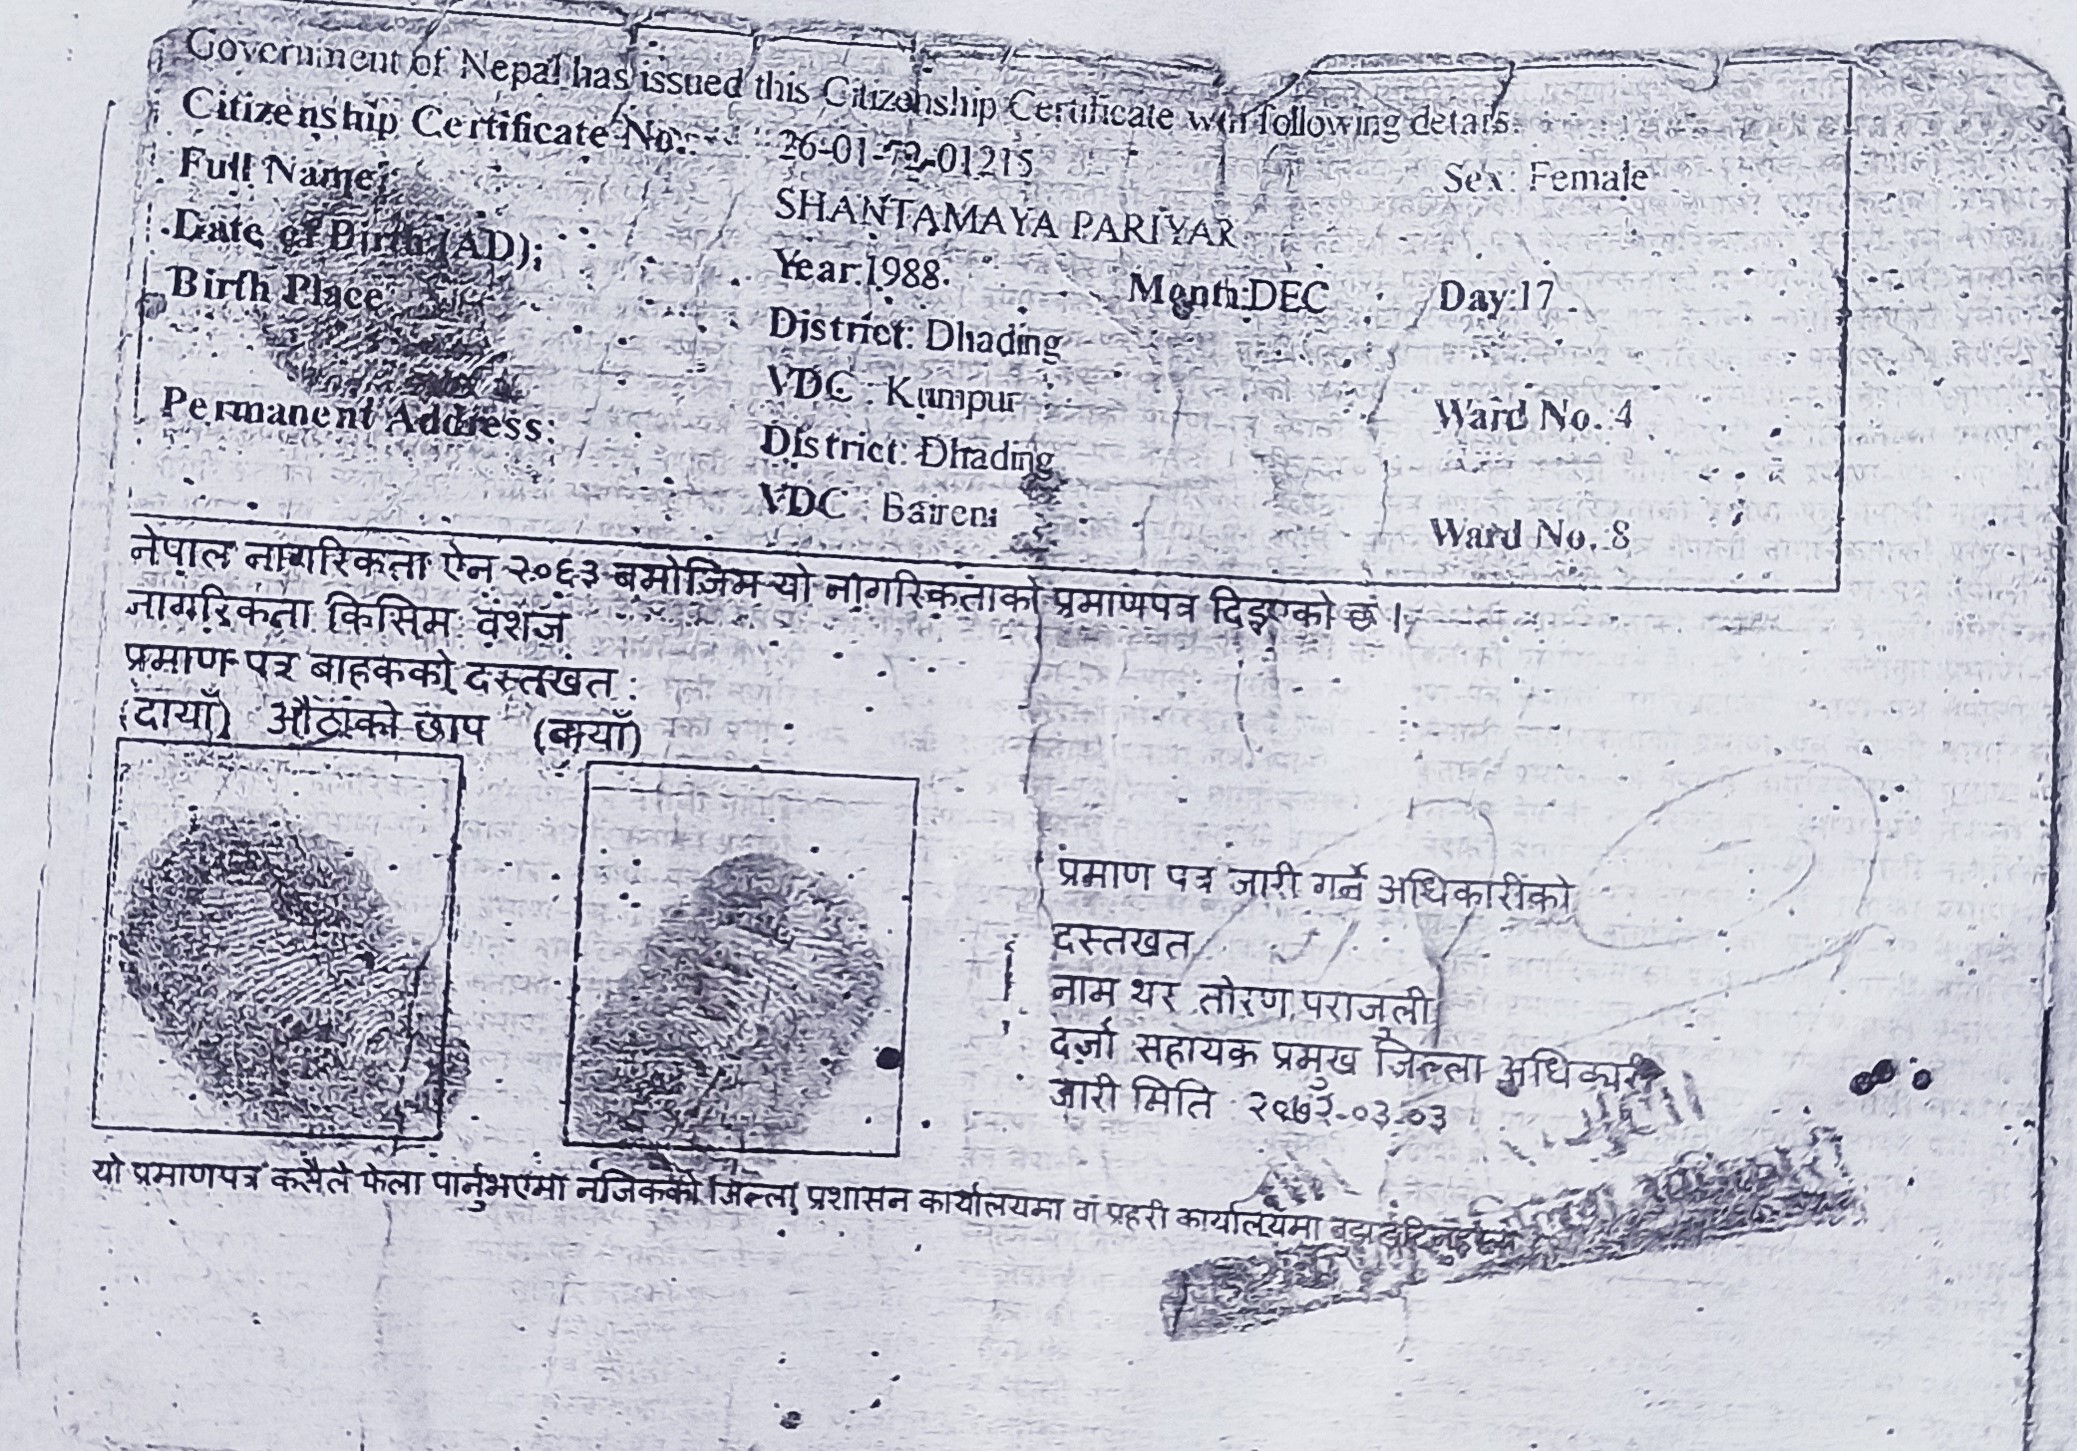 Government of Nepal has issued this Citizenship Certificate with following details.
Citizenship Certificate No.: 26-01-72-01215 Sex: Female
Full Name: SHANTAMAYA PARIYAR
Date of Birth (AD): Year:1988 Month:DEC Day:17
Birth Place District: Dhading
VDC : Kumpur Ward No.:4
Permanent Address: District: Dhading
VDC : Baireni Ward No.:8
नेपाल नागरिकता ऐन २०६३ बमोजिम यो नागरिकताको प्रमाणपत्र दिइएको छ ।
नागरिकता किसिम वंशज
प्रमाण पत्र बाहकको दस्तखत :
(दायाँ) औंठाको छाप (बायाँ)
प्रमाण पत्र जारी गर्ने अधिकारीको
दस्तखत
नाम थर तोरण पराजुली
दर्जा सहायक प्रमुख जिल्ला अधिकारी
जारी मिति : २०७२-०३-०३
यो प्रमाणपत्र कसैले फेला पार्नुभएमा नजिकको जिल्ला प्रशासन कार्यालयमा वा प्रहरी कार्यालयमा